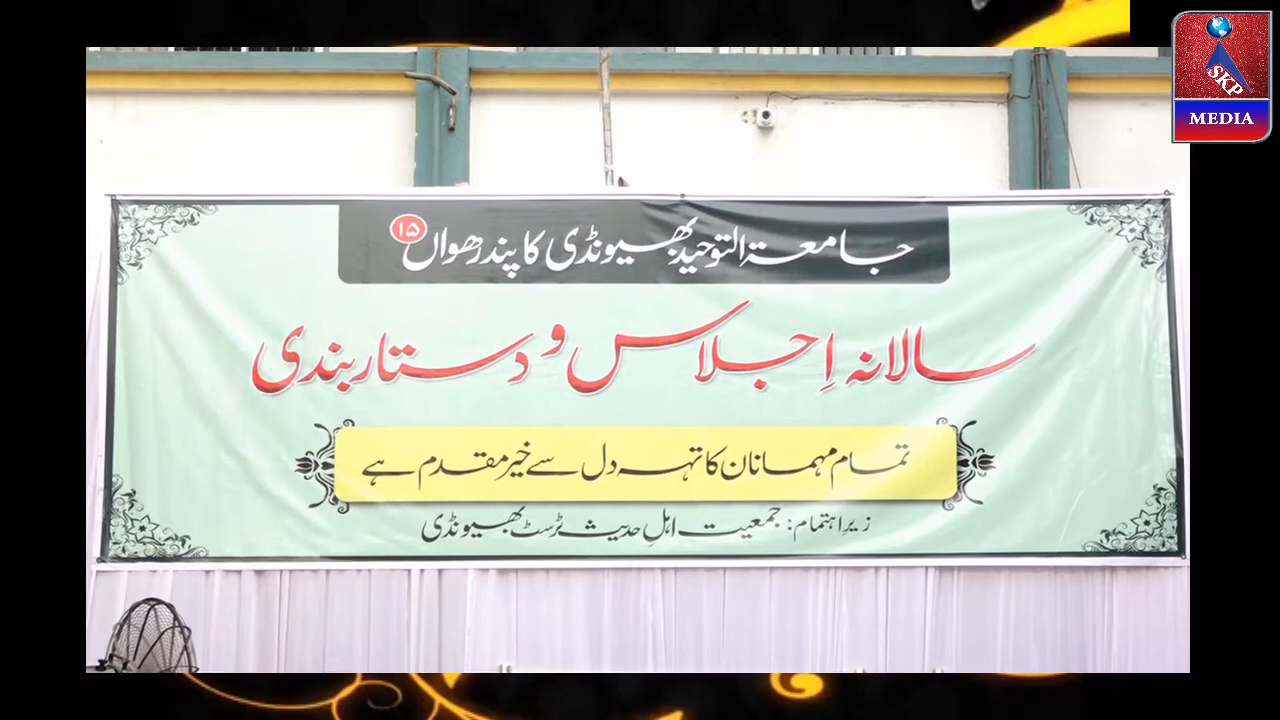 SKP
MEDIA
جامعۃ التوحید بھیونڈی کا پندرھواں ۱۵
سالانہ اِجلاس و دستاربندی
تمام مہمانان کا تہہ دل سے خیر مقدم ہے
زیرِ اہتمام: جمعیت اہلِ حدیث ٹرسٹ بھیونڈی